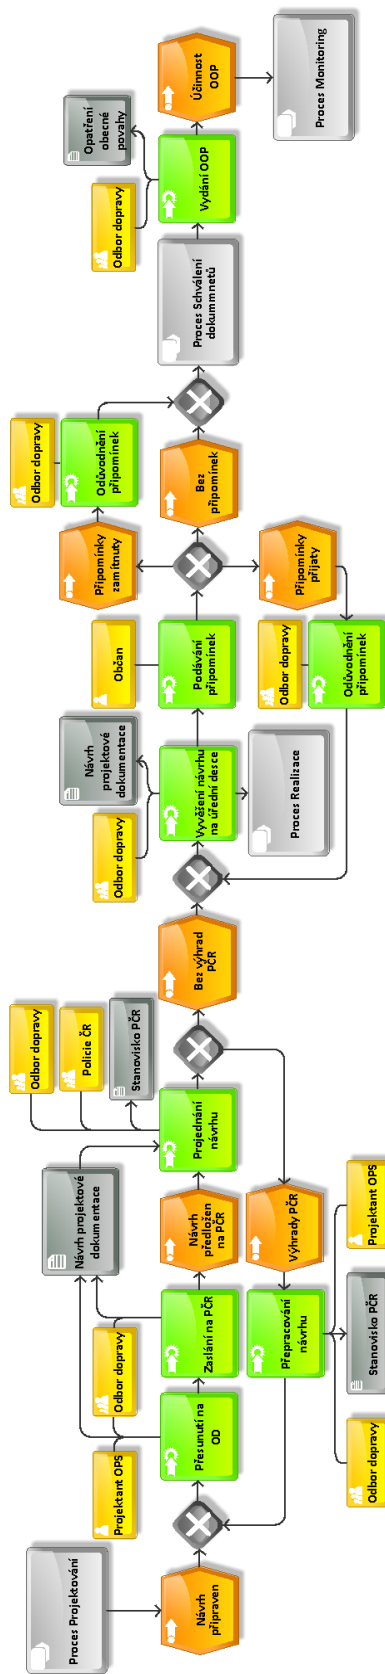 Proces Projektování
Návrh
připraven
Projektant OPS
Odbor dopravy
Přesunutí na
OD
Zaslání na PČR
Návrh projektové
dokumentace
Návrh
předložen
na PČR
Odbor dopravy
Policie ČR
Stanovisko PČR
Projednání
návrhu
Výhrady PČR
Přepracování
návrhu
Odbor dopravy
Stanovisko PČR
Projektant OPS
Bez výhrad
PČR
Odbor dopravy
Návrh
projektové
dokumentace
Vyvěšení návrhu
na úřední desce
Proces Realizace
Občan
Podávání
připomínek
Připomínky
zamítnuty
Odbor dopravy
Odůvodnění
připomínek
Bez
připomínek
Připomínky
přijaty
Odbor dopravy
Odůvodnění
připomínek
Proces Schválení
dokummnetů
Odbor dopravy
Opatření
obecné
povahy
Vydání OOP
Účinnost
OOP
Proces Monitoring